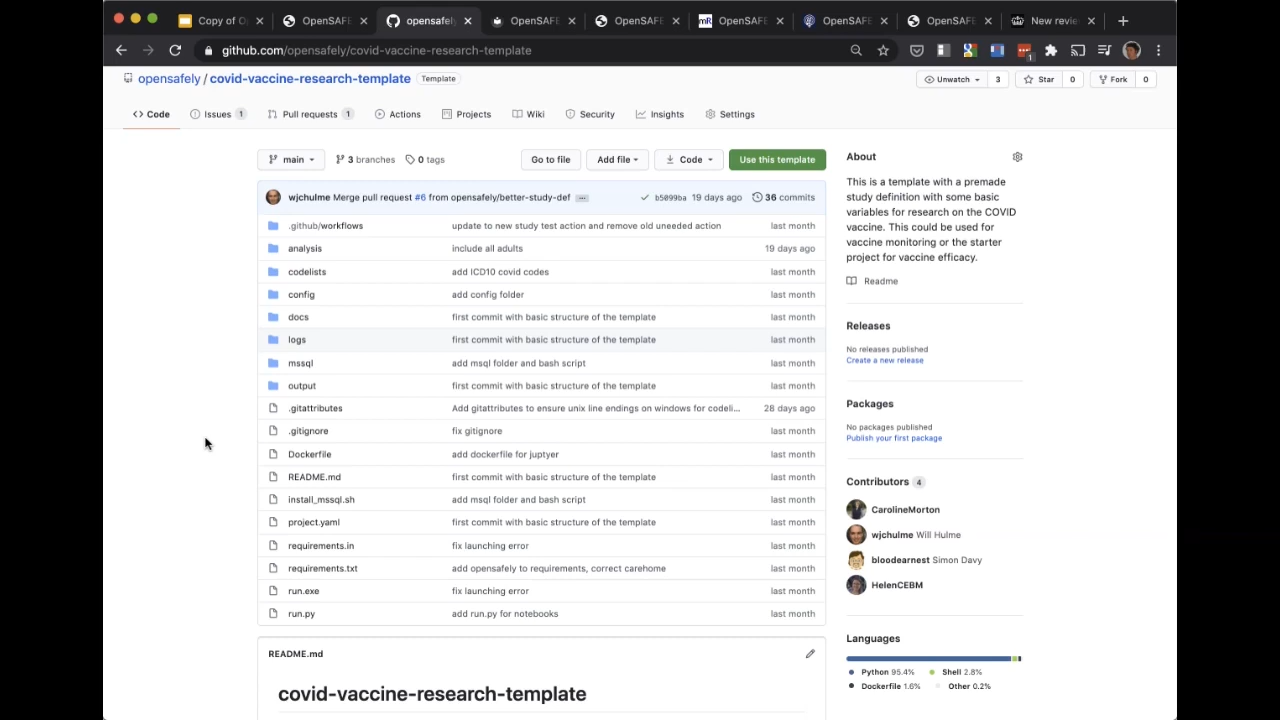 Copy of O
OpenSAFE
opensafely
OpenSAFE
OpenSAFE
mR OpenSAFE
OpenSAFE
OpenSAFE
New revie
github.com/opensafely/covid-vaccine-research-template
1
opensafely / covid-vaccine-research-template Template
Unwatch 3 Star 0 Fork 0
Code Issues 1 Pull requests 1 Actions Projects Wiki Security Insights Settings
main 3 branches 0 tags Go to file Add file Code Use this template
wjchulme Merge pull request #6 from opensafely/better-study-def ... b5099ba 19 days ago 36 commits
.github/workflows update to new study test action and remove old uneeded action last month
analysis include all adults 19 days ago
codelists add ICD10 covid codes last month
config add config folder last month
docs first commit with basic structure of the template last month
logs first commit with basic structure of the template last month
mssql add msql folder and bash script last month
output first commit with basic structure of the template last month
.gitattributes Add gitattributes to ensure unix line endings on windows for codeli... 28 days ago
.gitignore fix gitignore last month
Dockerfile add dockerfile for juptyer last month
README.md first commit with basic structure of the template last month
install_mssql.sh add msql folder and bash script last month
project.yaml first commit with basic structure of the template last month
requirements.in fix launching error last month
requirements.txt add opensafely to requirements, correct carehome last month
run.exe fix launching error last month
run.py add run.py for notebooks last month
README.md
covid-vaccine-research-template
About
This is a template with a premade
study definition with some basic
variables for research on the COVID
vaccine. This could be used for
vaccine monitoring or the starter
project for vaccine efficacy.
Readme
Releases
No releases published
Create a new release
Packages
No packages published
Publish your first package
Contributors 4
CarolineMorton
wjchulme Will Hulme
bloodearnest Simon Davy
HelenCEBM
Languages
Python 95.4% Shell 2.8%
Dockerfile 1.6% Other 0.2%